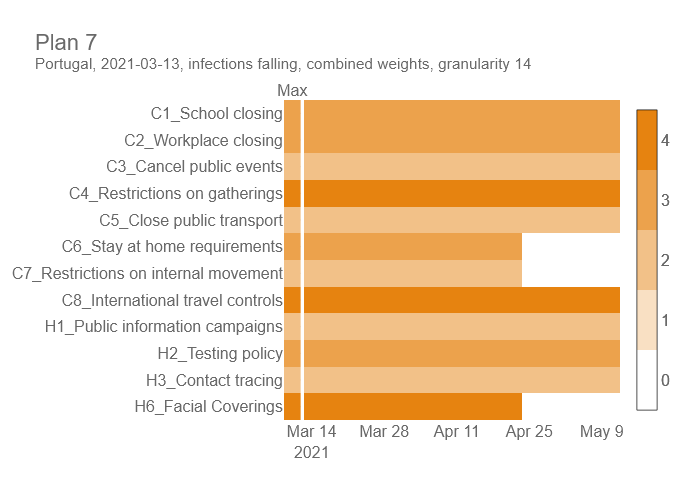 Plan 7
Portugal, 2021-03-13, infections falling, combined weights, granularity 14
Max
C1_School closing
C2_Workplace closing
C3_Cancel public events
C4_Restrictions on gatherings
C5_Close public transport
C6_Stay at home requirements
C7_Restrictions on internal movement
C8_International travel controls
H1_Public information campaigns
H2_Testing policy
H3_Contact tracing
H6_Facial Coverings
4
3
2
1
0
Mar 14 Mar 28 Apr 11 Apr 25 May 9
2021